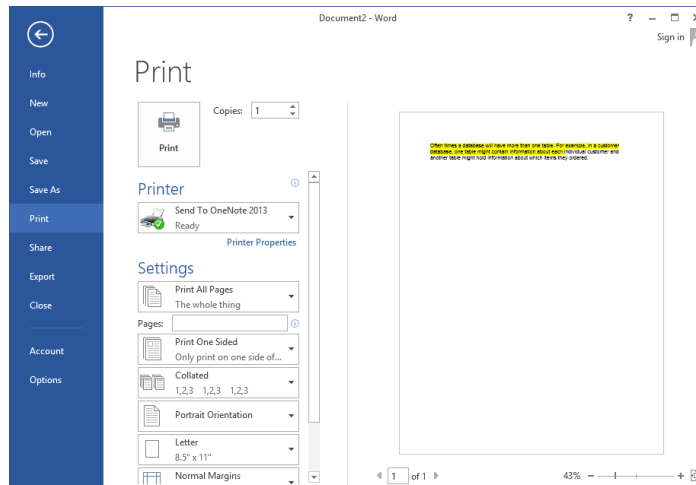 Document2 - Word
?
Sign in
Info
New
Open
Save
Save As
Print
Share
Export
Close
Account
Options
Print
Print
Copies: 1
Printer
Send To OneNote 2013
Ready
Printer Properties
Settings
Print All Pages
The whole thing
Pages:
Print One Sided
Only print on one side of...
Collated
1,2,3 1,2,3 1,2,3
Portrait Orientation
Letter
8.5" x 11"
Normal Margins
Often times a database will have more than one table. For example, in a customer
database, one table might contain information about each individual customer and
another table might hold information about which items they ordered.
1 of 1
43%